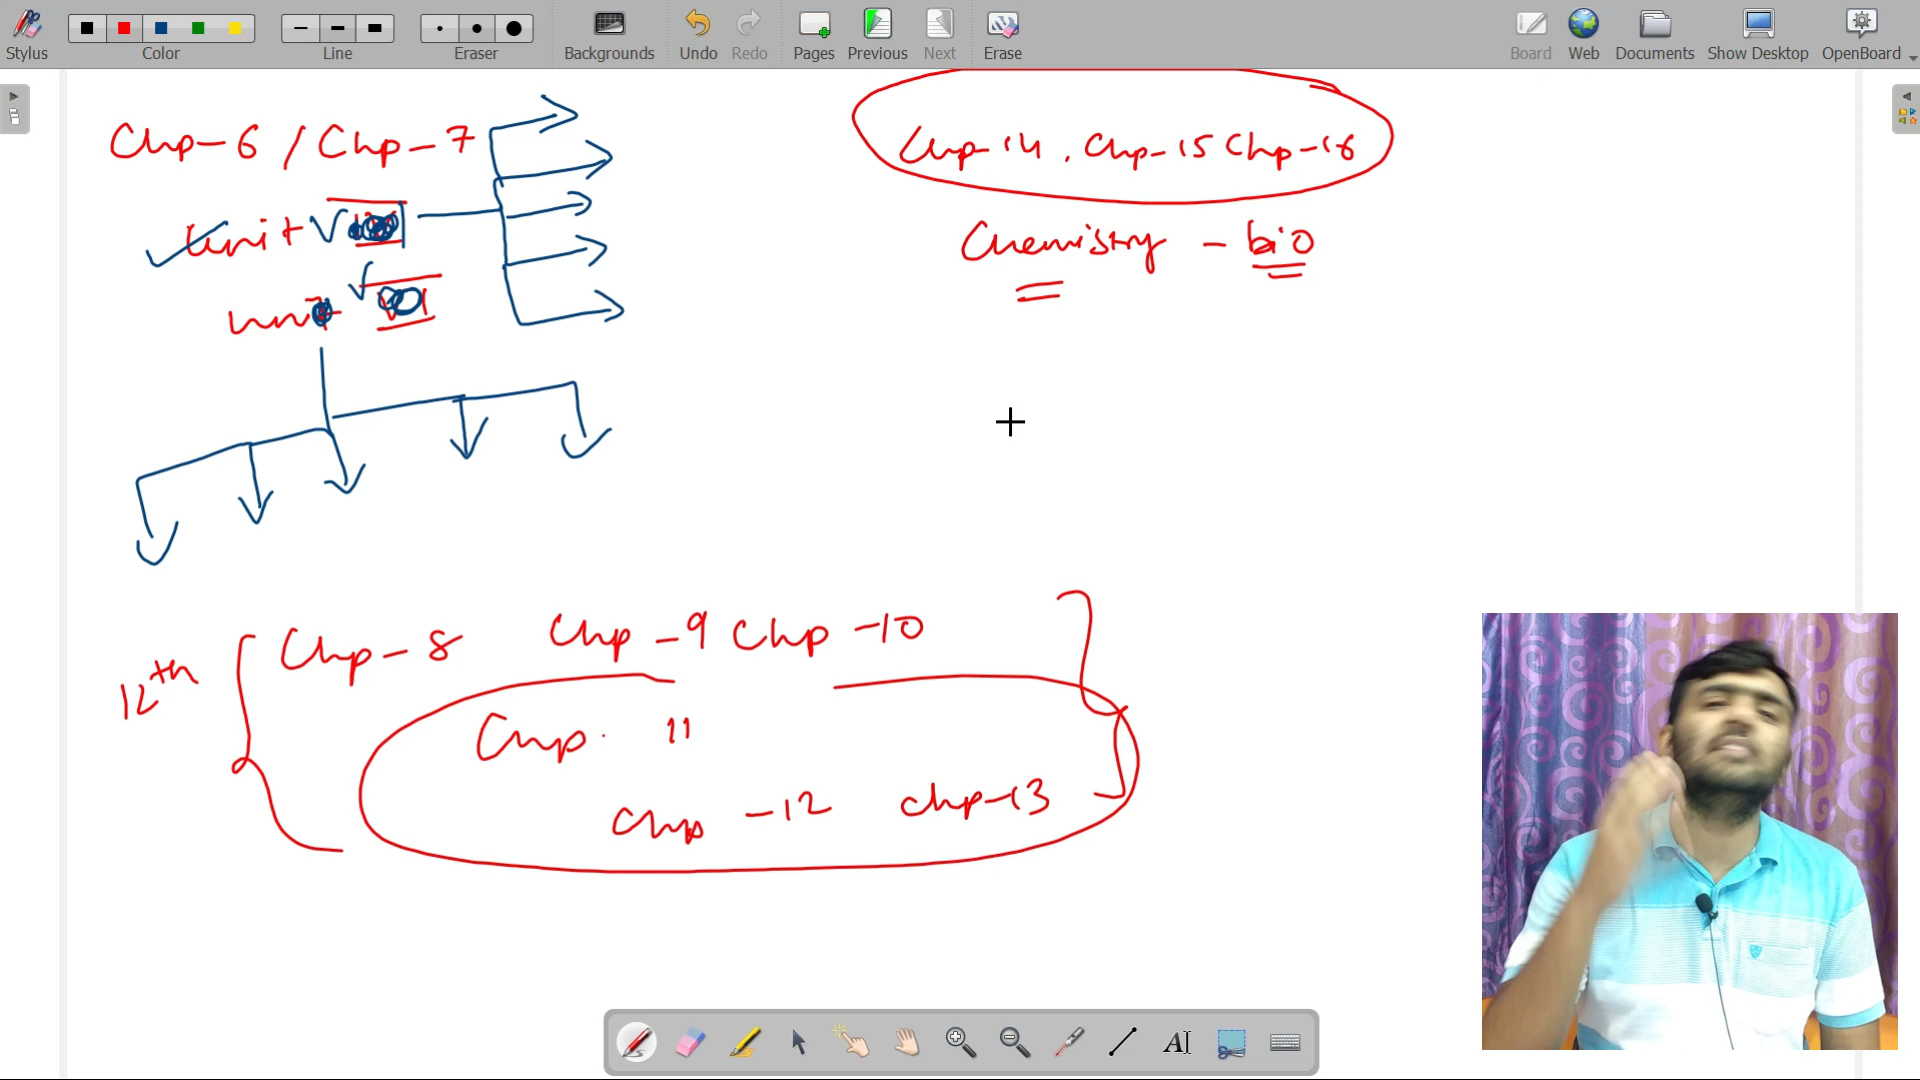 Stylus
Color
Line
Eraser
Backgrounds
Undo
Redo
Pages
Previous
Next
Erase
Board
Web
Documents
Show Desktop
OpenBoard
Chp-6 / Chp-7
Unit
unit
Chp-14, Chp-15 Chp-16
Chemistry - bio
12th
Chp-8 Chp-9 Chp-10
Chp. 11
Chp-12 Chp-13